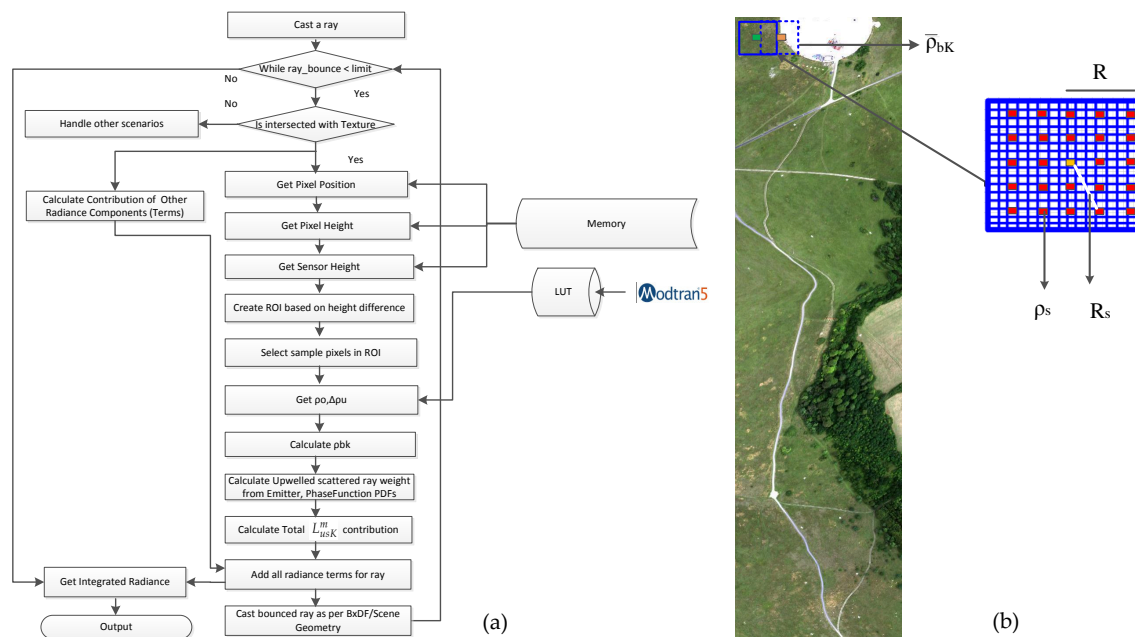 Cast a ray
While ray_bounce < limit
No
Yes
No
Is intersected with Texture
Handle other scenarios
Yes
Get Pixel Position
Calculate Contribution of Other
Radiance Components (Terms)
Get Pixel Height
Memory
Get Sensor Height
LUT
Modtran5
Create ROI based on height difference
Select sample pixels in ROI
Get ρo,Δρu
Calculate ρbk
Calculate Upwelled scattered ray weight
from Emitter, PhaseFunction PDFs
Calculate Total L_{usK}^{m} contribution
Add all radiance terms for ray
Get Integrated Radiance
Cast bounced ray as per BxDF/Scene
Geometry
Output
(a)
ρ̅bK
R
ρs
Rs
(b)